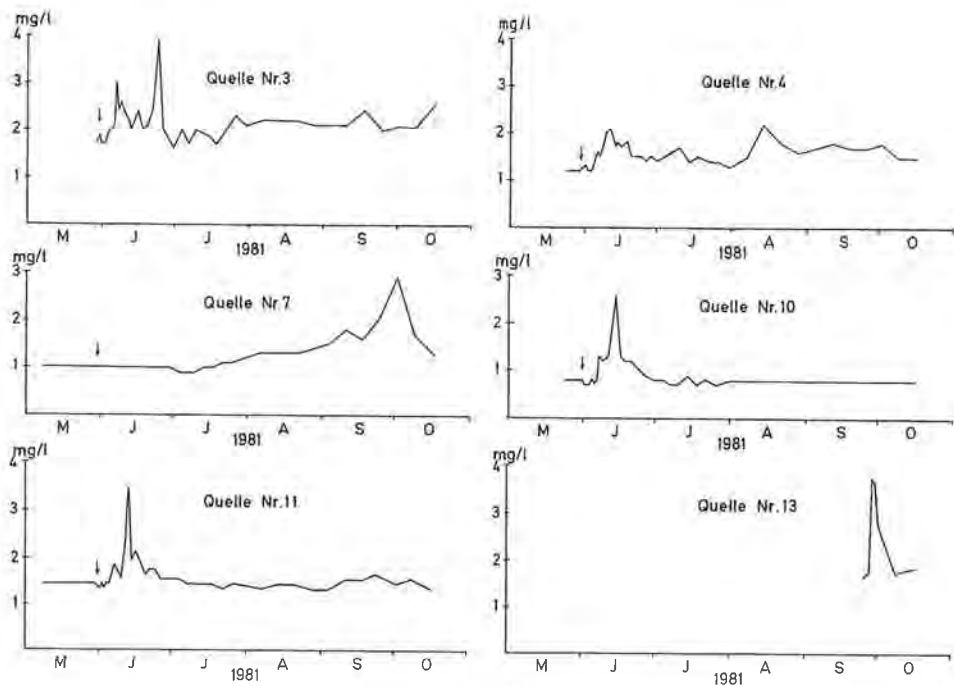 mg/l
4
3
2
1
Quelle Nr.3
M J J A S O
1981
mg/l
4
3
2
1
Quelle Nr.4
M J J A S O
1981
mg/l
3
2
1
Quelle Nr.7
M J J A S O
1981
mg/l
3
2
1
Quelle Nr.10
M J J A S O
1981
mg/l
4
3
2
1
Quelle Nr.11
M J J A S O
1981
mg/l
4
3
2
1
Quelle Nr.13
M J J A S O
1981